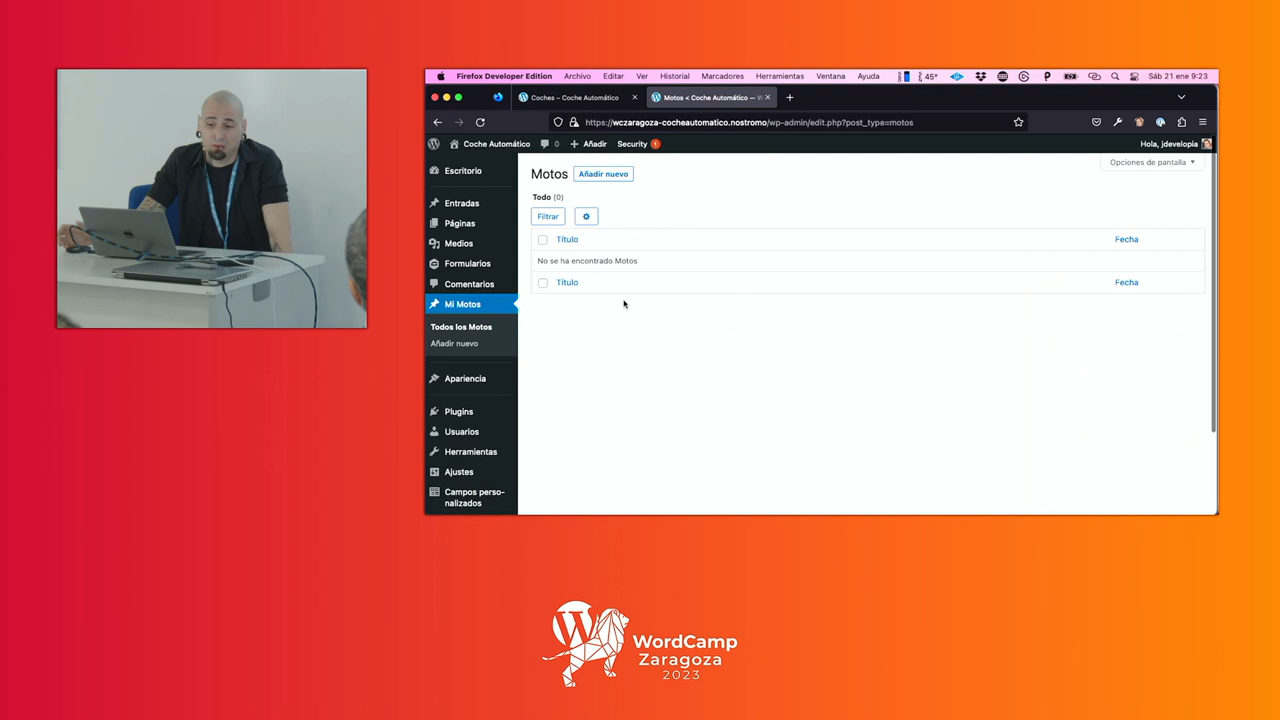 Firefox Developer Edition Archivo Editar Ver Historial Marcadores Herramientas Ventana Ayuda 45° Sáb 21 ene 9:23
Coches – Coche Automático
Motos < Coche Automático —
https://wczaragoza-cocheautomatico.nostromo/wp-admin/edit.php?post_type=motos
Coche Automático 0 Añadir Security 1 Hola, jdevelopia
Opciones de pantalla
Escritorio
Entradas
Páginas
Medios
Formularios
Comentarios
Mi Motos
Todos los Motos
Añadir nuevo
Apariencia
Plugins
Usuarios
Herramientas
Ajustes
Campos perso-
nalizados
Motos Añadir nuevo
Todo (0)
Filtrar
Título Fecha
No se ha encontrado Motos
Título Fecha
WordCamp
Zaragoza
2023